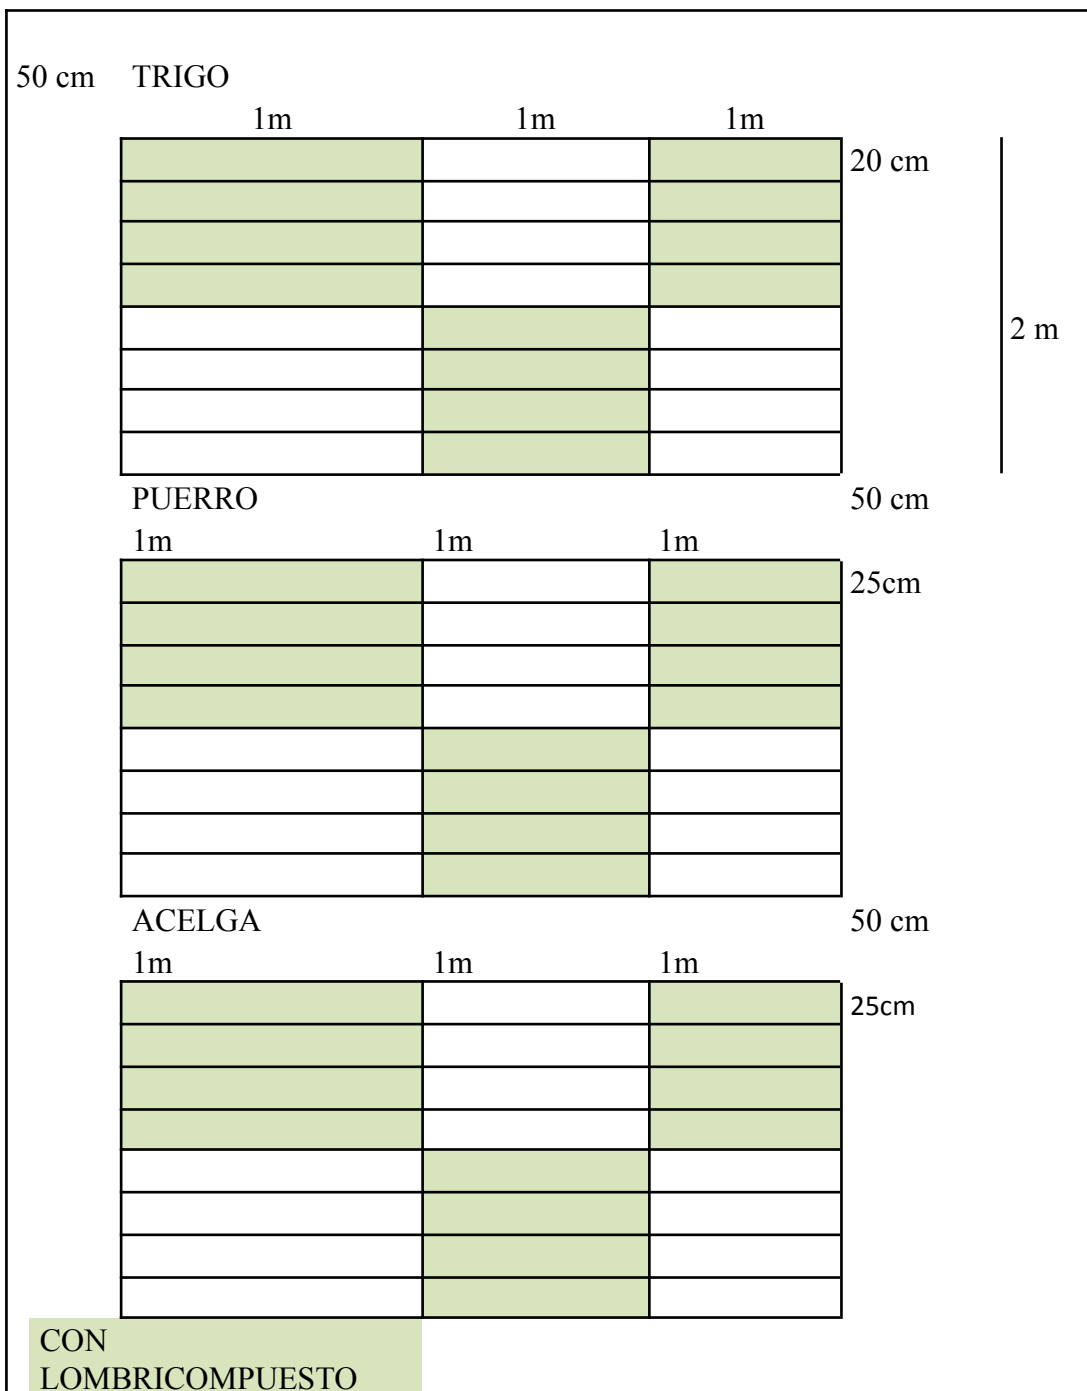 50 cm TRIGO
1m 1m 1m
20 cm
2 m
PUERRO 50 cm
1m 1m 1m
25cm
ACELGA 50 cm
1m 1m 1m
25cm
CON
LOMBRICOMPUESTO